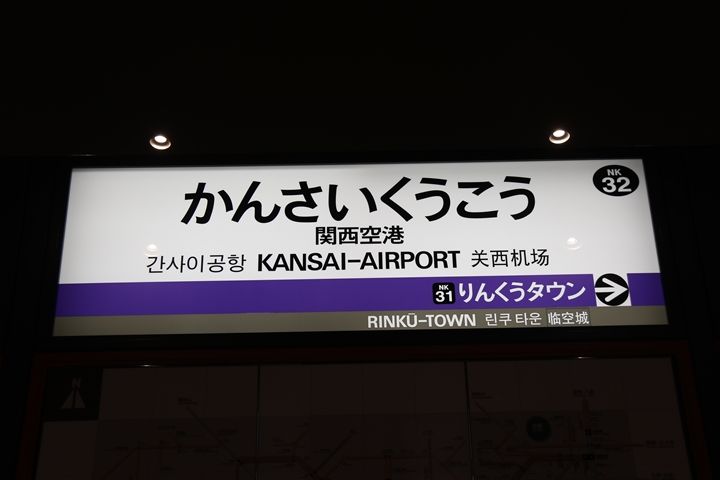 NK
32
かんさいくうこう
関西空港
간사이공항 KANSAI-AIRPORT 关西机场
NK
31 りんくうタウン
RINKŪ-TOWN 린쿠 타운 临空城
N